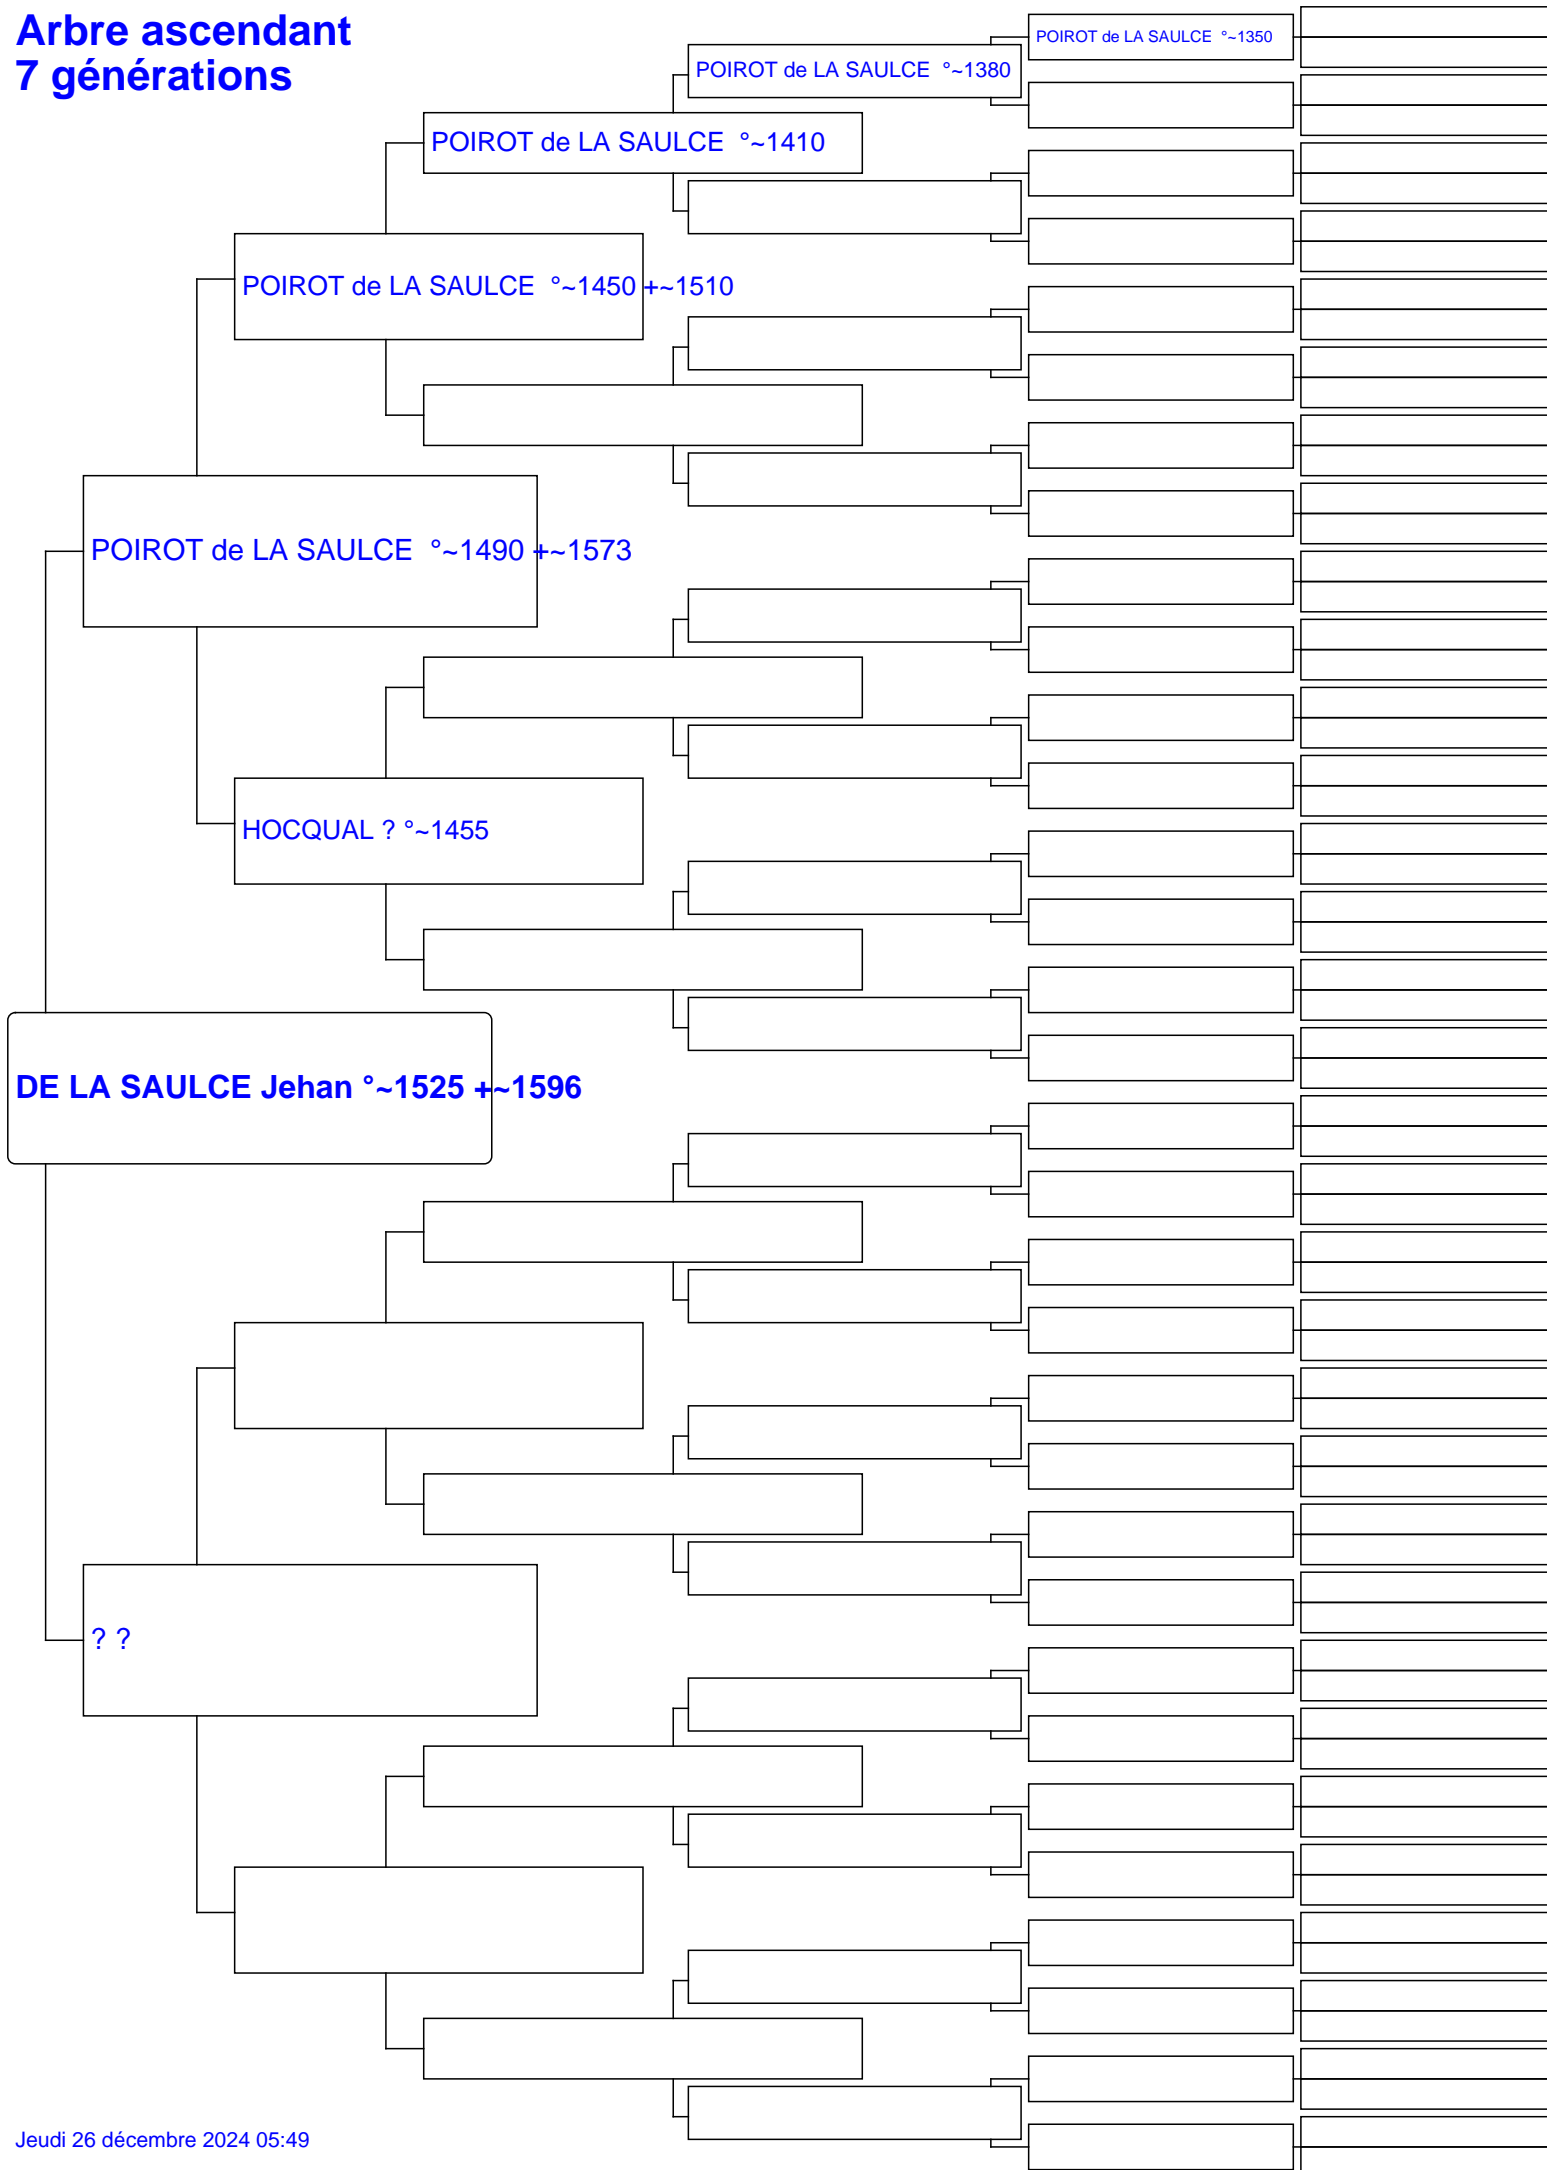 Arbre ascendant
7 générations
POIROT de LA SAULCE °~1350
POIROT de LA SAULCE °~1380
POIROT de LA SAULCE °~1410
POIROT de LA SAULCE °~1450 +~1510
POIROT de LA SAULCE °~1490 +~1573
HOCQUAL ? °~1455
DE LA SAULCE Jehan °~1525 +~1596
? ?
Jeudi 26 décembre 2024 05:49